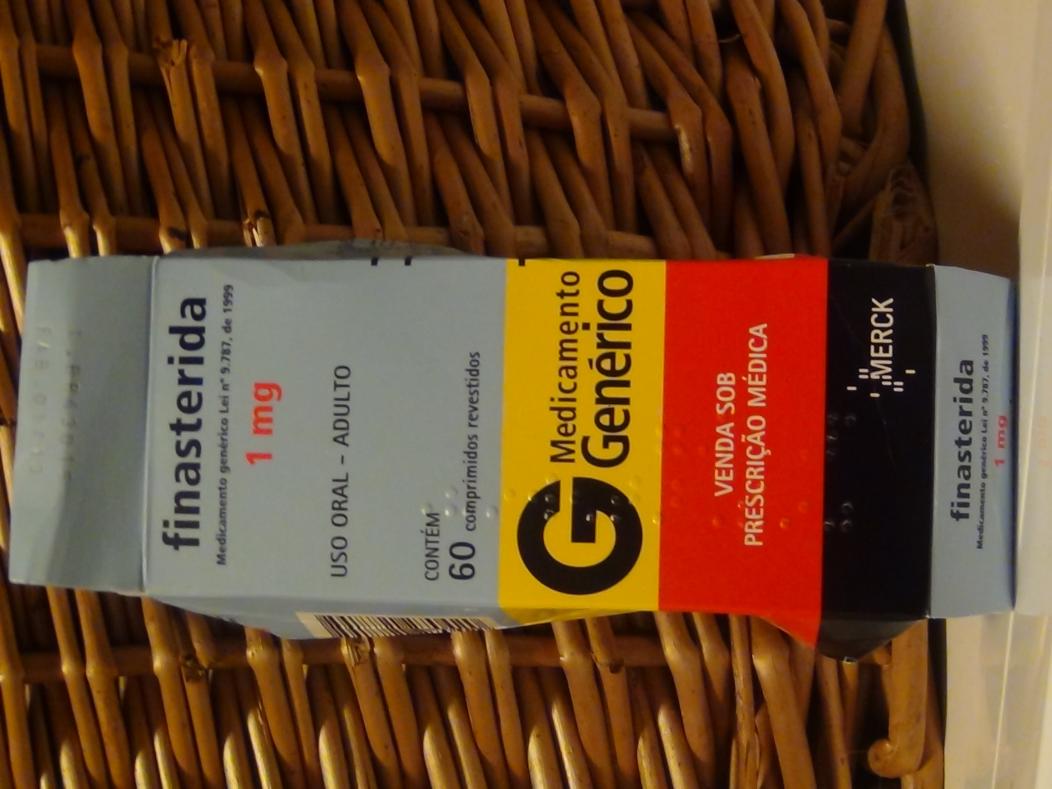 finasterida
Medicamento genérico Lei nº 9.787, de 1999
1 mg
USO ORAL – ADULTO
CONTÉM
60 comprimidos revestidos
G Medicamento
Genérico
VENDA SOB
PRESCRIÇÃO MÉDICA
MERCK
finasterida
Medicamento genérico Lei nº 9.787, de 1999
1 mg